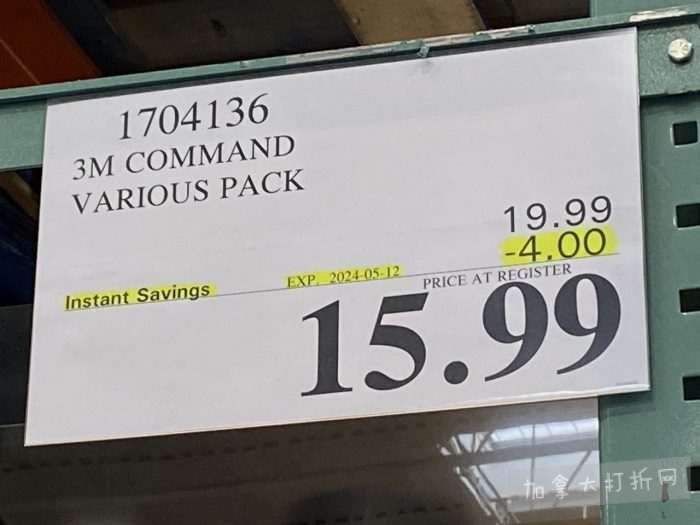 1704136
3M COMMAND
VARIOUS PACK
19.99
-4.00
Instant Savings
EXP. 2024-05-12
PRICE AT REGISTER
15.99
加拿大打折网